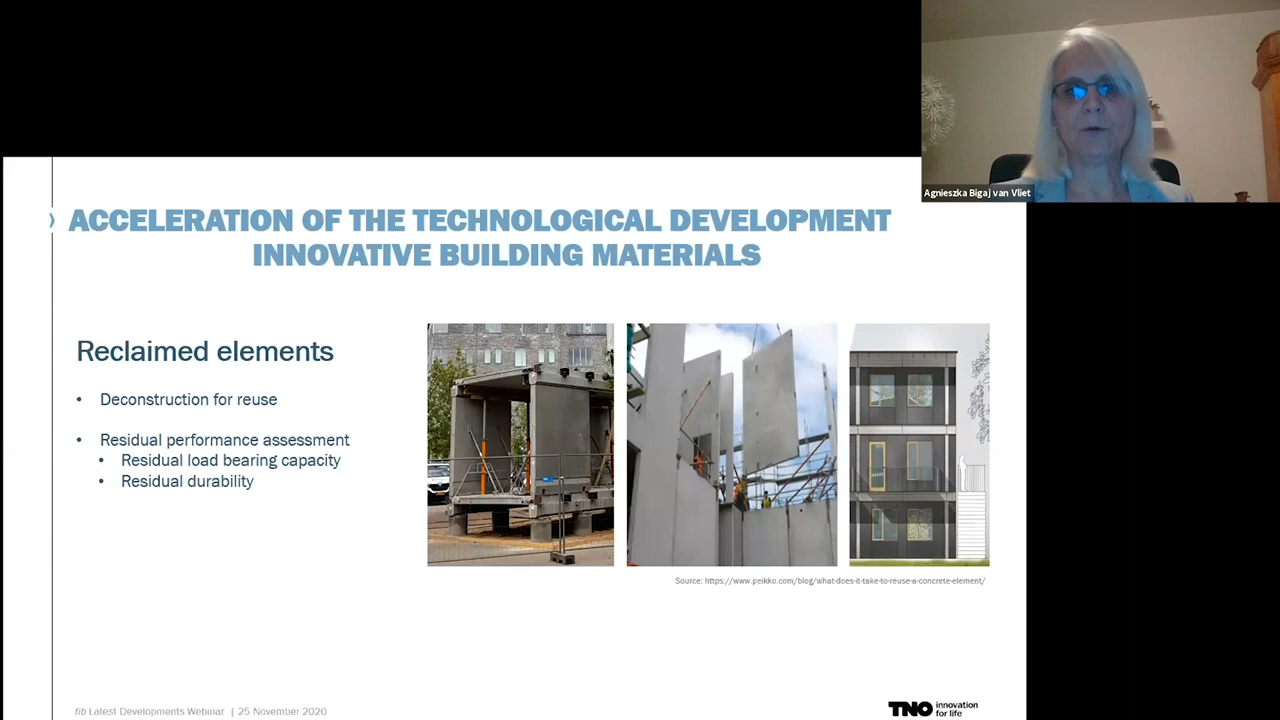 Agnieszka Bigaj van Vliet
ACCELERATION OF THE TECHNOLOGICAL DEVELOPMENT
INNOVATIVE BUILDING MATERIALS
Reclaimed elements
• Deconstruction for reuse
• Residual performance assessment
• Residual load bearing capacity
• Residual durability
Source: https://www.peikko.com/blog/what-does-it-take-to-reuse-a-concrete-element/
fib Latest Developments Webinar | 25 November 2020
TNO innovation
for life